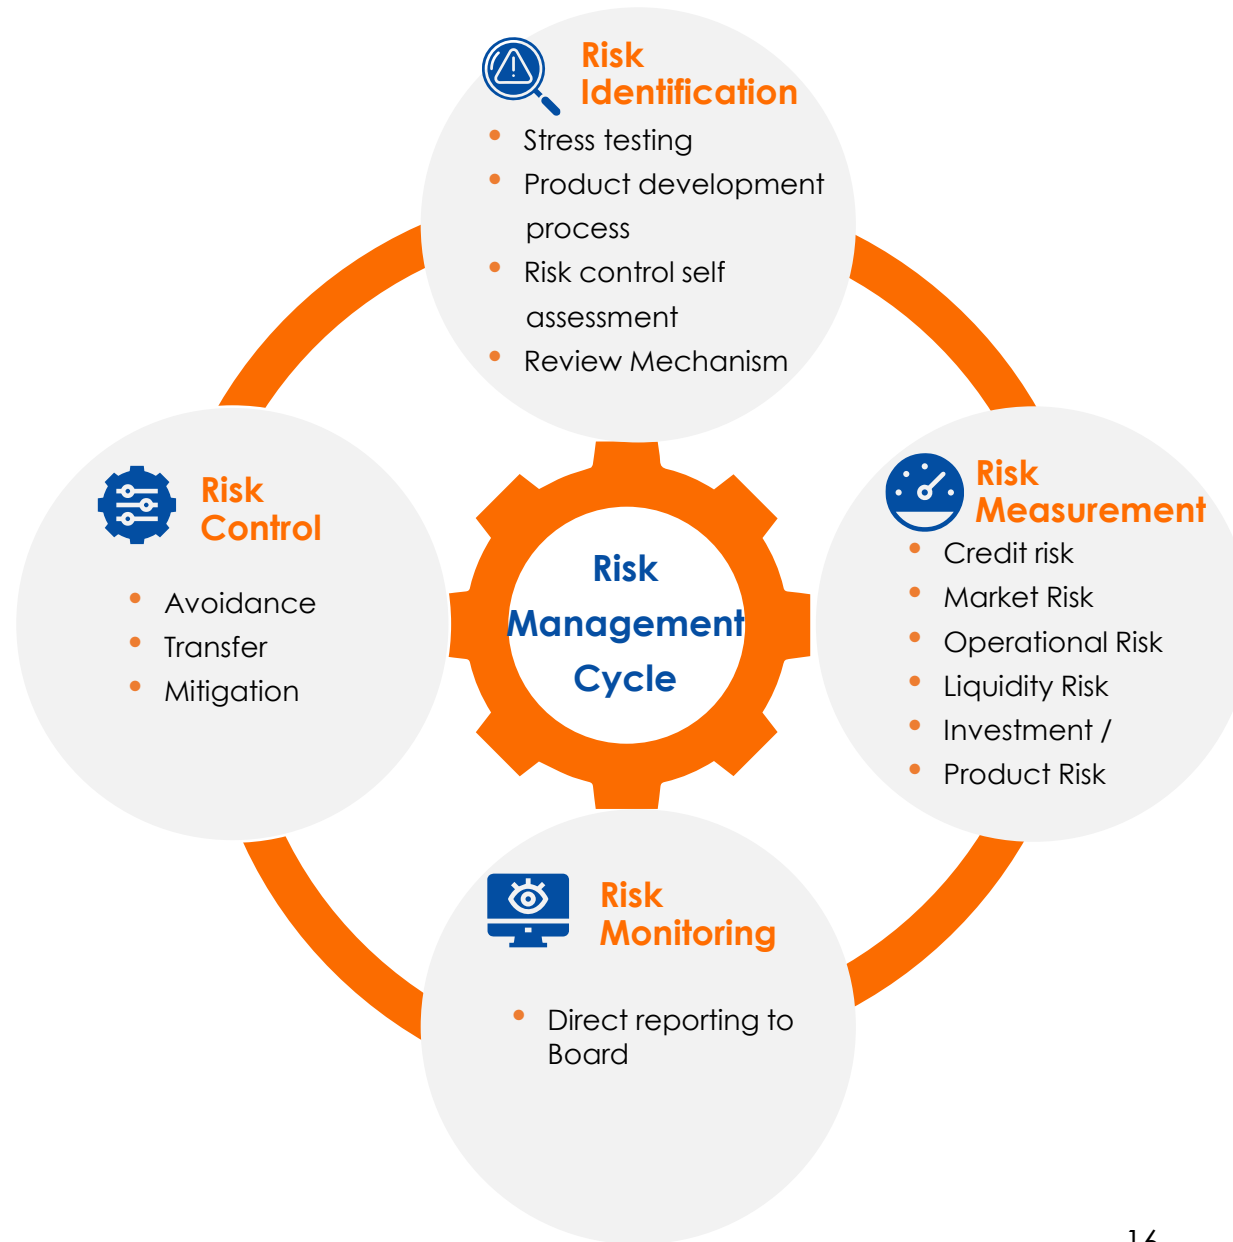 Risk
Identification
• Stress testing
• Product development
process
• Risk control self
assessment
• Review Mechanism
Risk
Control
• Avoidance
• Transfer
• Mitigation
Risk
Management
Cycle
Risk
Measurement
• Credit risk
• Market Risk
• Operational Risk
• Liquidity Risk
• Investment /
• Product Risk
Risk
Monitoring
• Direct reporting to
Board